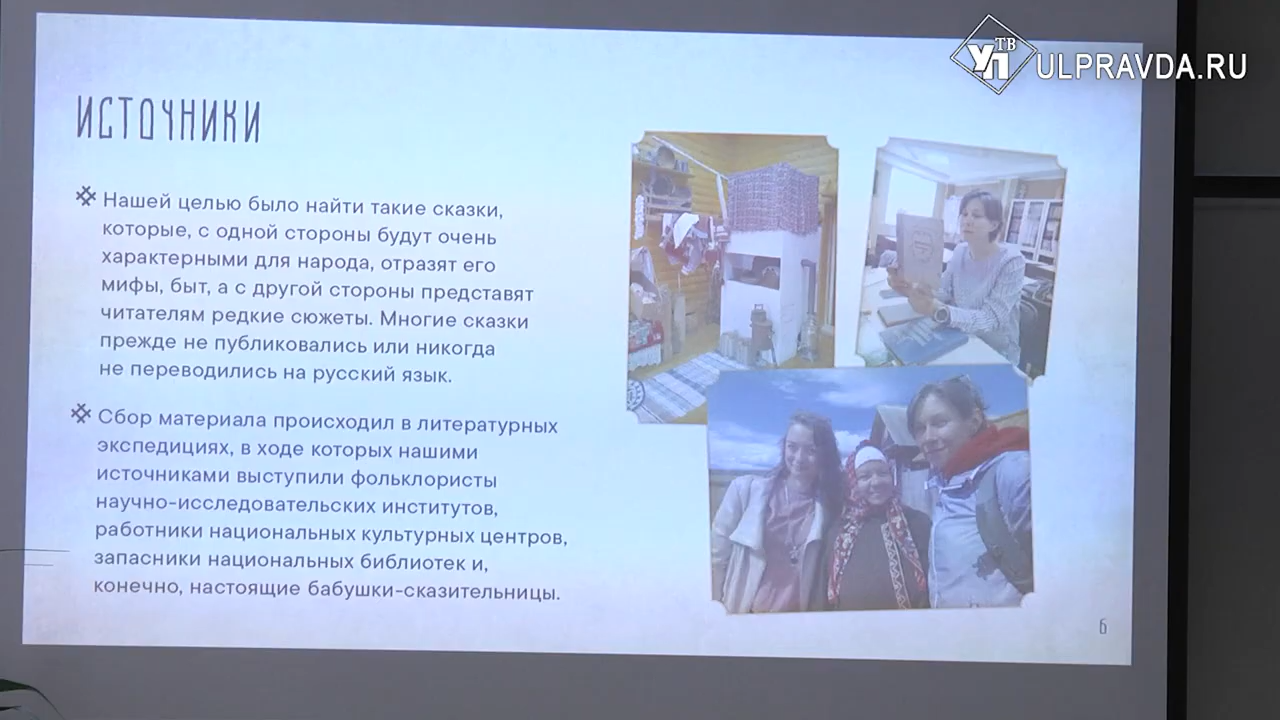 УП ТВ
ULPRAVDA.RU
ИСТОЧНИКИ
Нашей целью было найти такие сказки,
которые, с одной стороны будут очень
характерными для народа, отразят его
мифы, быт, а с другой стороны представят
читателям редкие сюжеты. Многие сказки
прежде не публиковались или никогда
не переводились на русский язык.
Сбор материала происходил в литературных
экспедициях, в ходе которых нашими
источниками выступили фольклористы
научно-исследовательских институтов,
работники национальных культурных центров,
запасники национальных библиотек и,
конечно, настоящие бабушки-сказительницы.
6